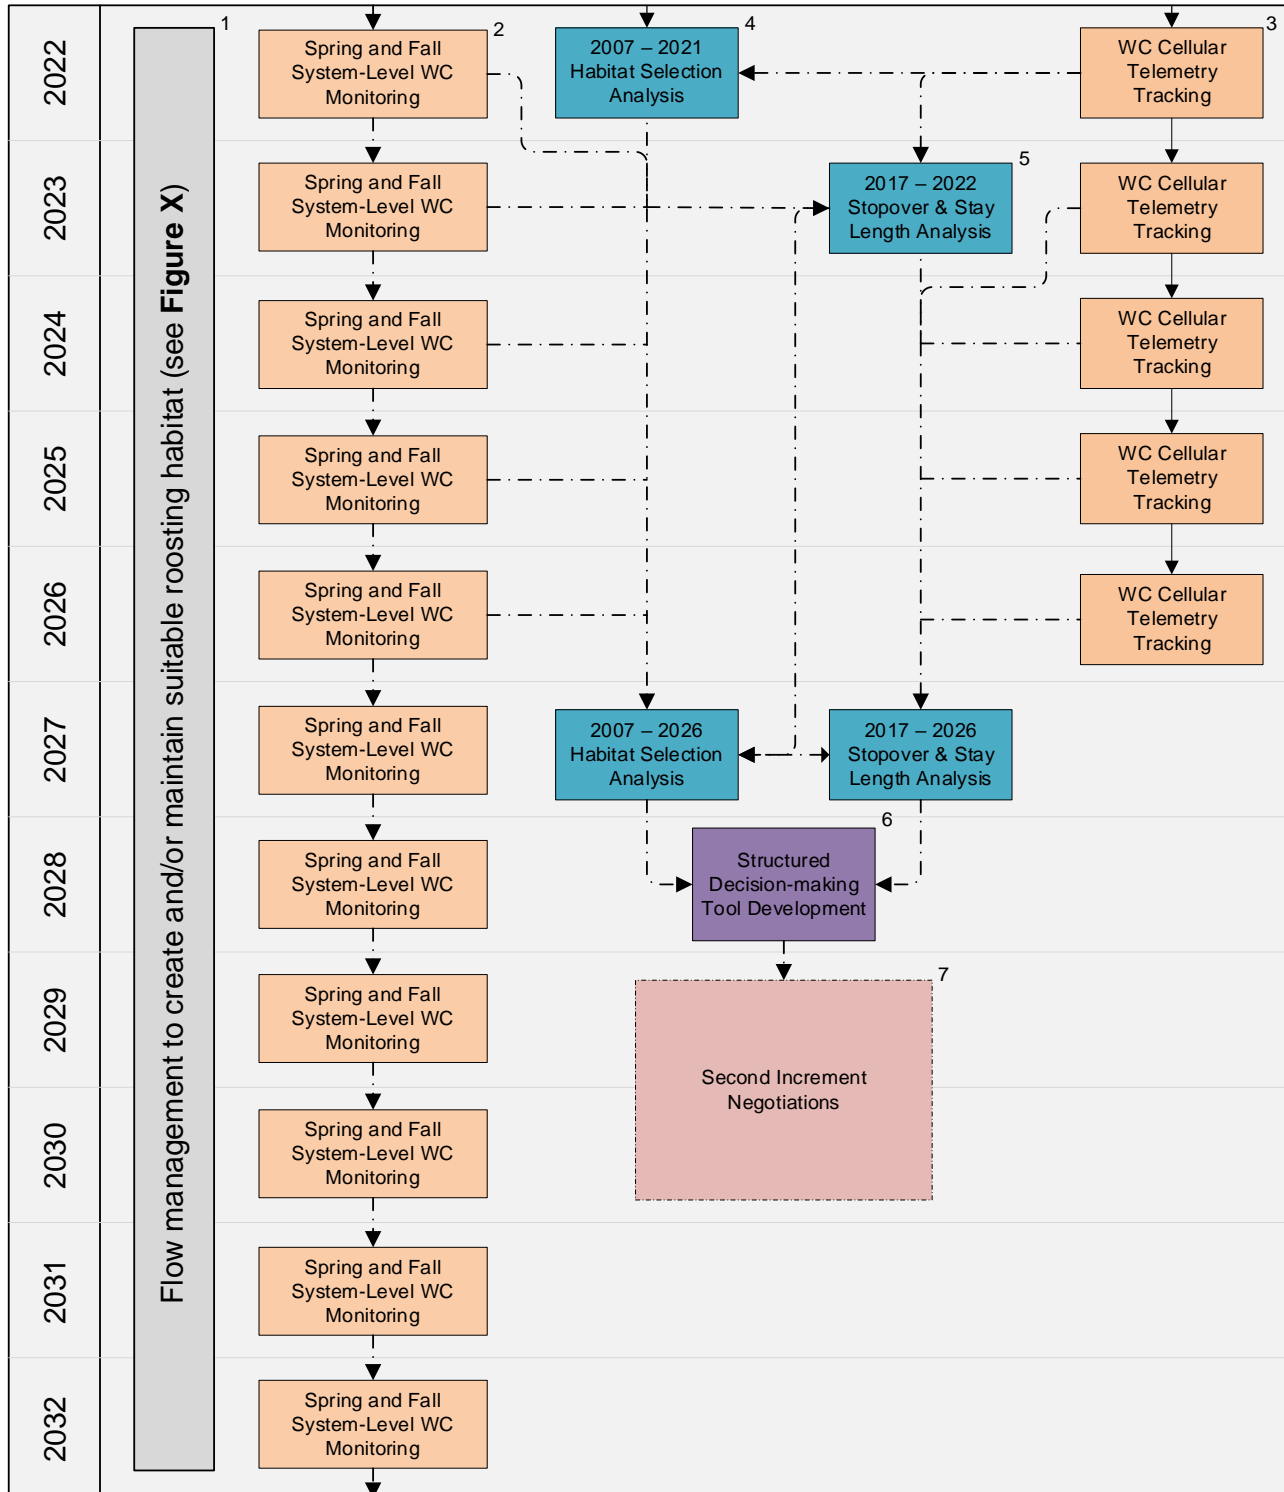 1
2
4
3
2022
Spring and Fall
System-Level WC
Monitoring
2007 – 2021
Habitat Selection
Analysis
WC Cellular
Telemetry
Tracking
5
2023
Spring and Fall
System-Level WC
Monitoring
2017 – 2022
Stopover & Stay
Length Analysis
WC Cellular
Telemetry
Tracking
Flow management to create and/or maintain suitable roosting habitat (see Figure X)
2024
Spring and Fall
System-Level WC
Monitoring
WC Cellular
Telemetry
Tracking
2025
Spring and Fall
System-Level WC
Monitoring
WC Cellular
Telemetry
Tracking
2026
Spring and Fall
System-Level WC
Monitoring
WC Cellular
Telemetry
Tracking
2027
Spring and Fall
System-Level WC
Monitoring
2007 – 2026
Habitat Selection
Analysis
2017 – 2026
Stopover & Stay
Length Analysis
6
2028
Spring and Fall
System-Level WC
Monitoring
Structured
Decision-making
Tool Development
7
2029
Spring and Fall
System-Level WC
Monitoring
Second Increment
Negotiations
2030
Spring and Fall
System-Level WC
Monitoring
2031
Spring and Fall
System-Level WC
Monitoring
2032
Spring and Fall
System-Level WC
Monitoring